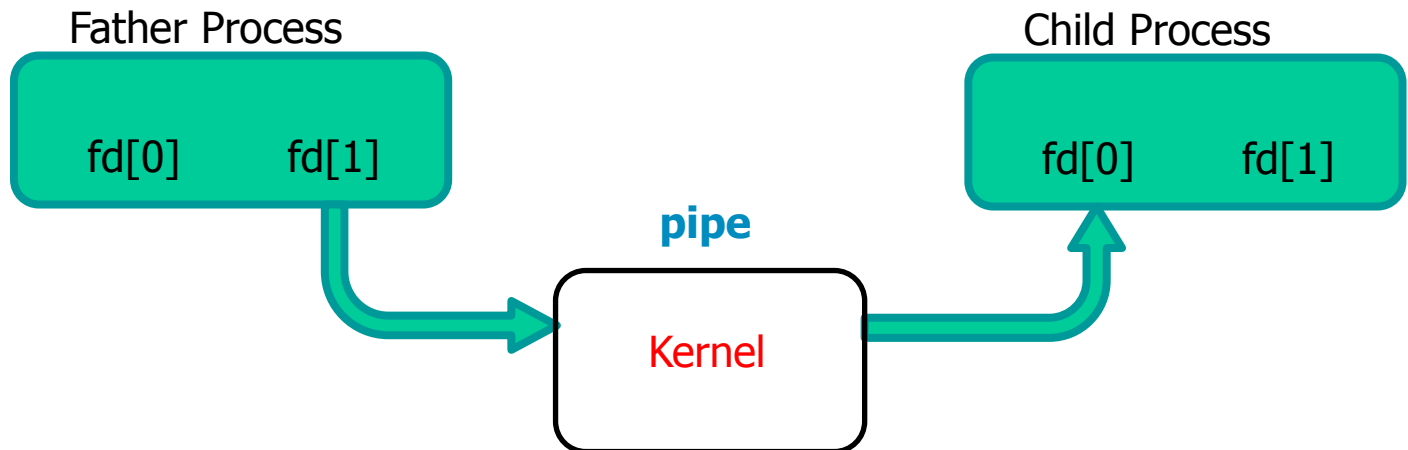 Father Process
Child Process
fd[0] fd[1]
fd[0] fd[1]
pipe
Kernel